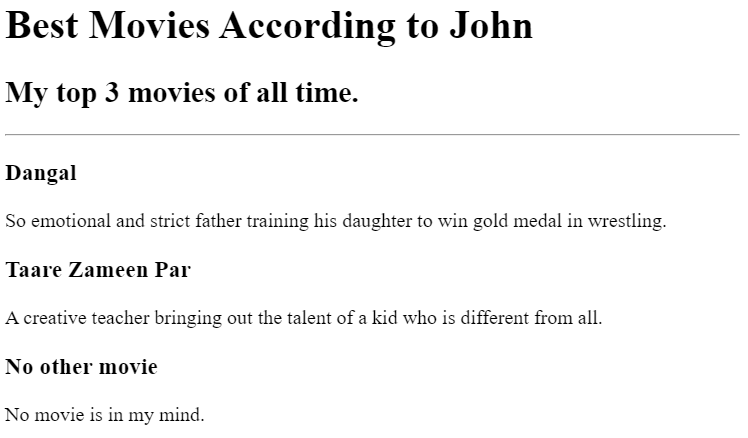 Best Movies According to John
My top 3 movies of all time.
Dangal
So emotional and strict father training his daughter to win gold medal in wrestling.
Taare Zameen Par
A creative teacher bringing out the talent of a kid who is different from all.
No other movie
No movie is in my mind.